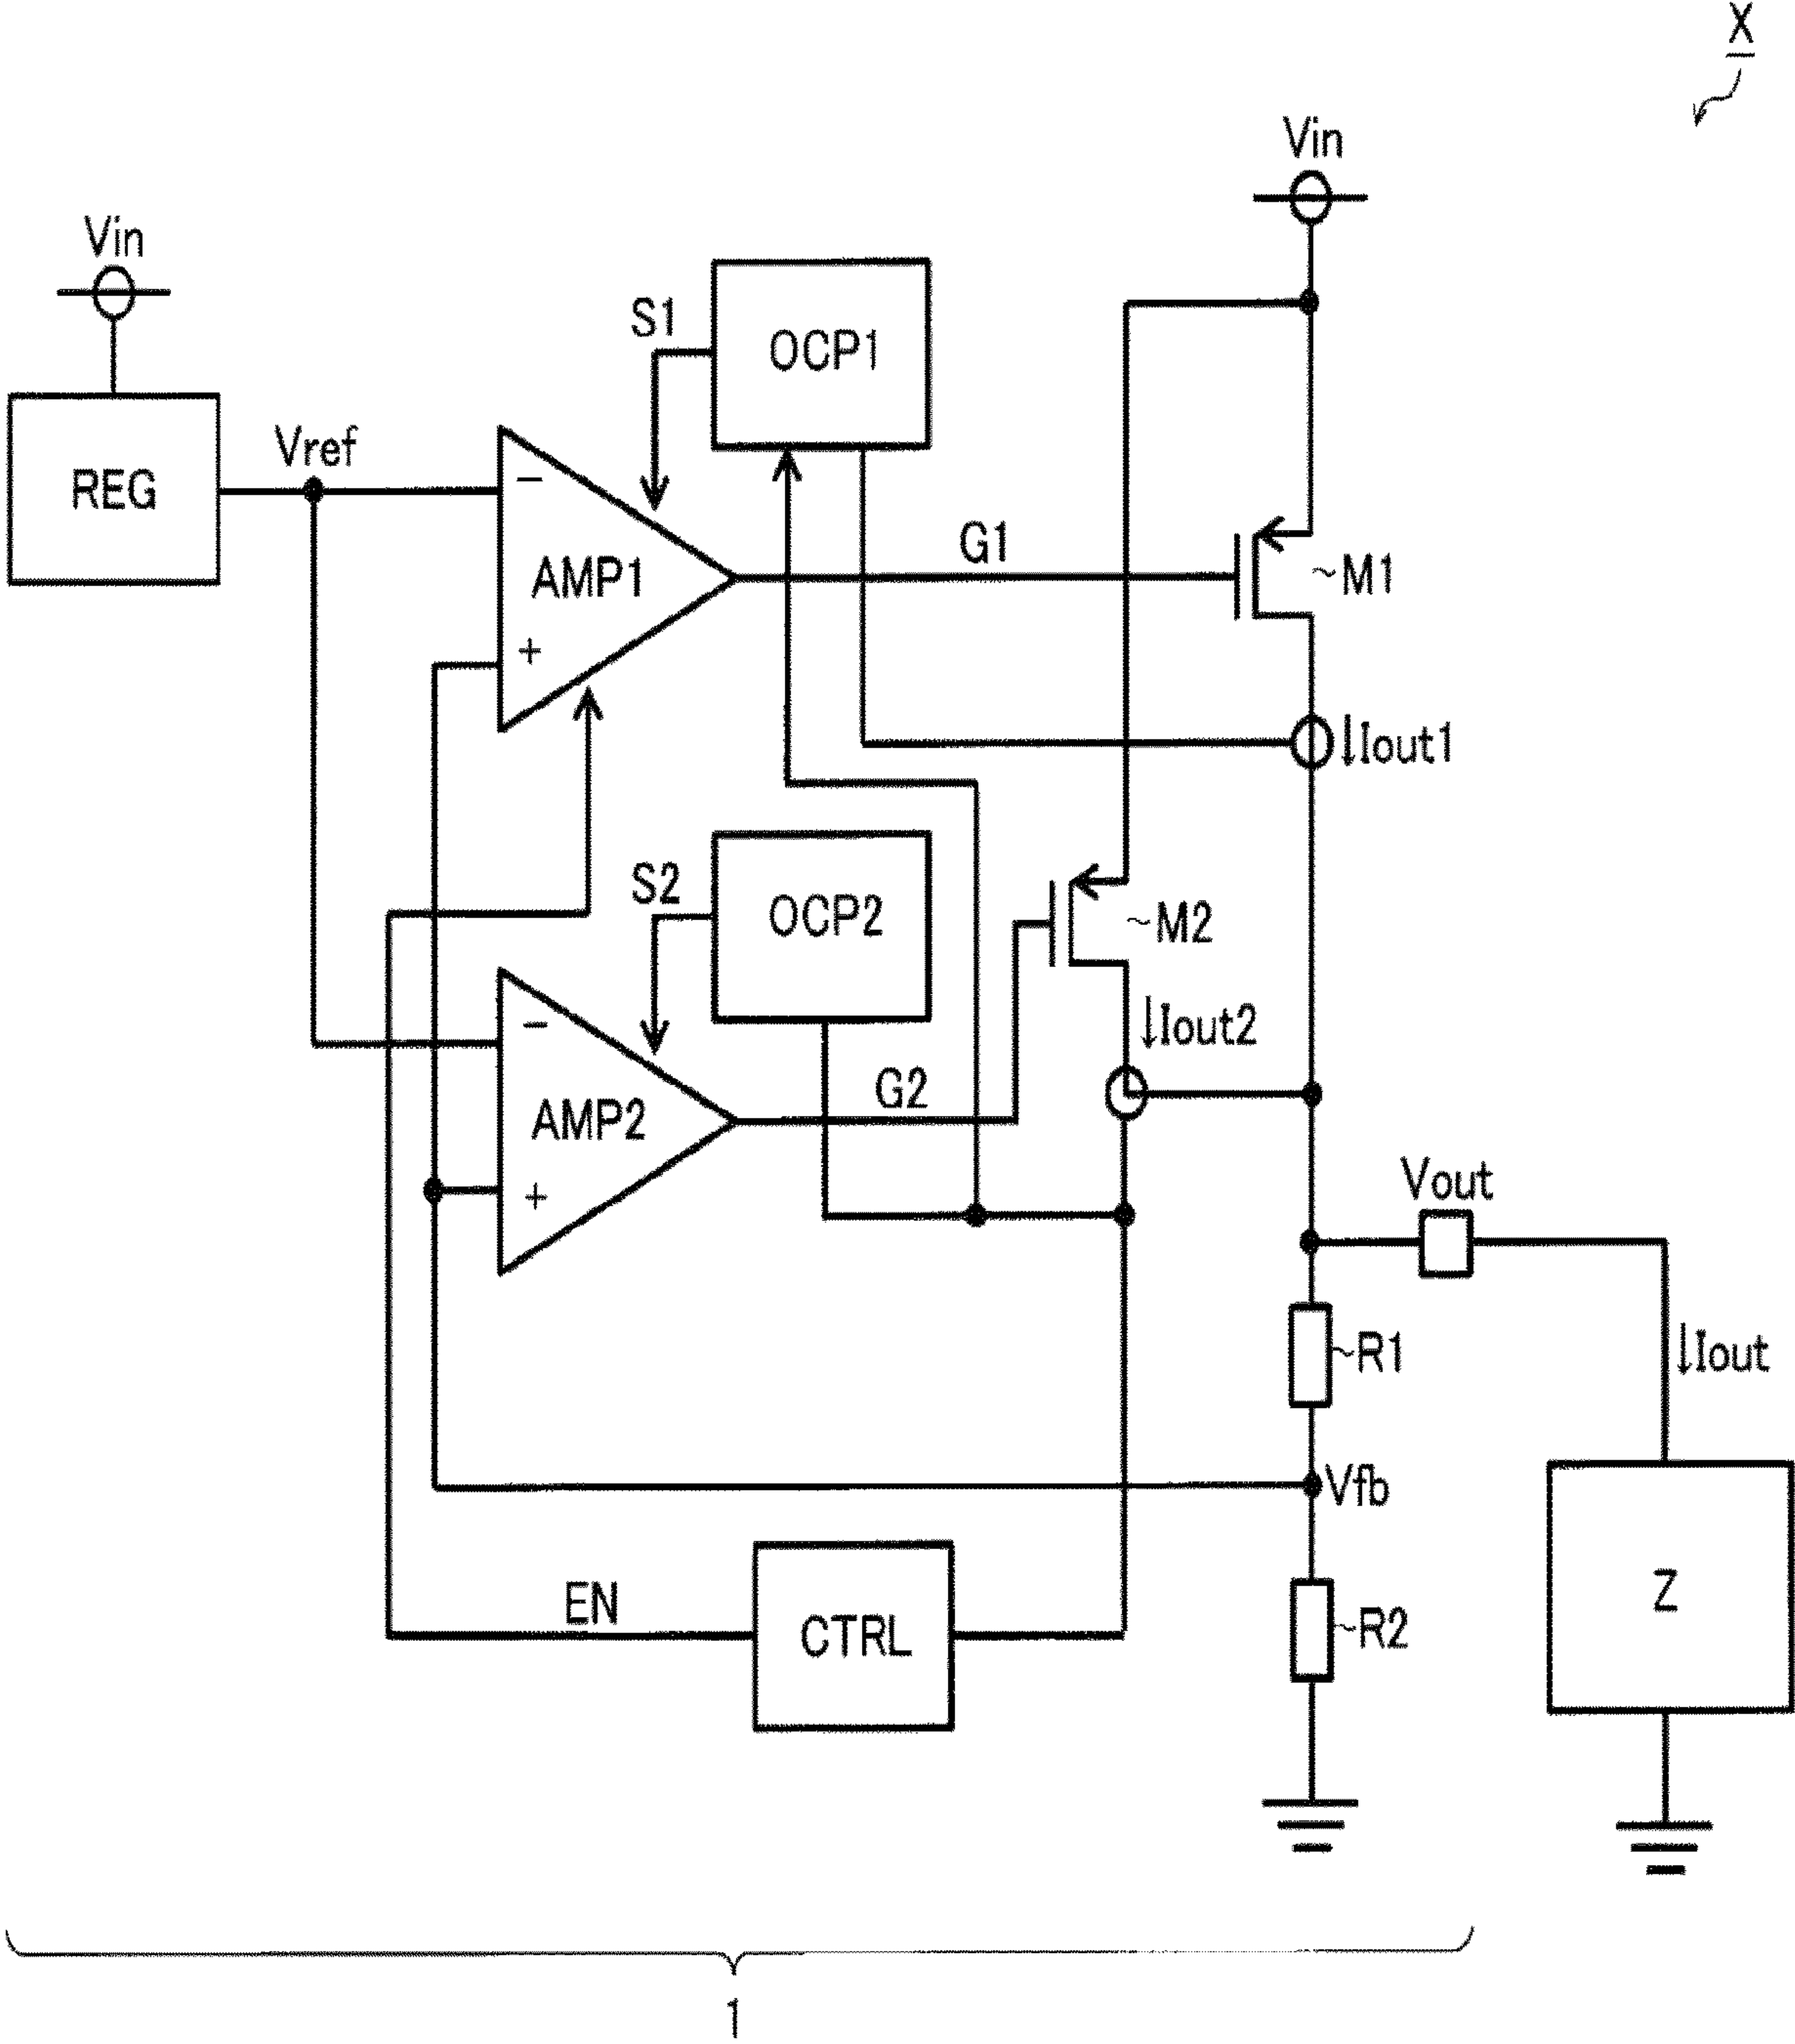 X
Vin
Vin
S1
OCP1
Vref
REG
−
AMP1
+
G1
~M1
↓Iout1
S2
OCP2
~M2
−
↓Iout2
AMP2
G2
+
Vout
~R1
↓Iout
Vfb
Z
EN
CTRL
~R2
1